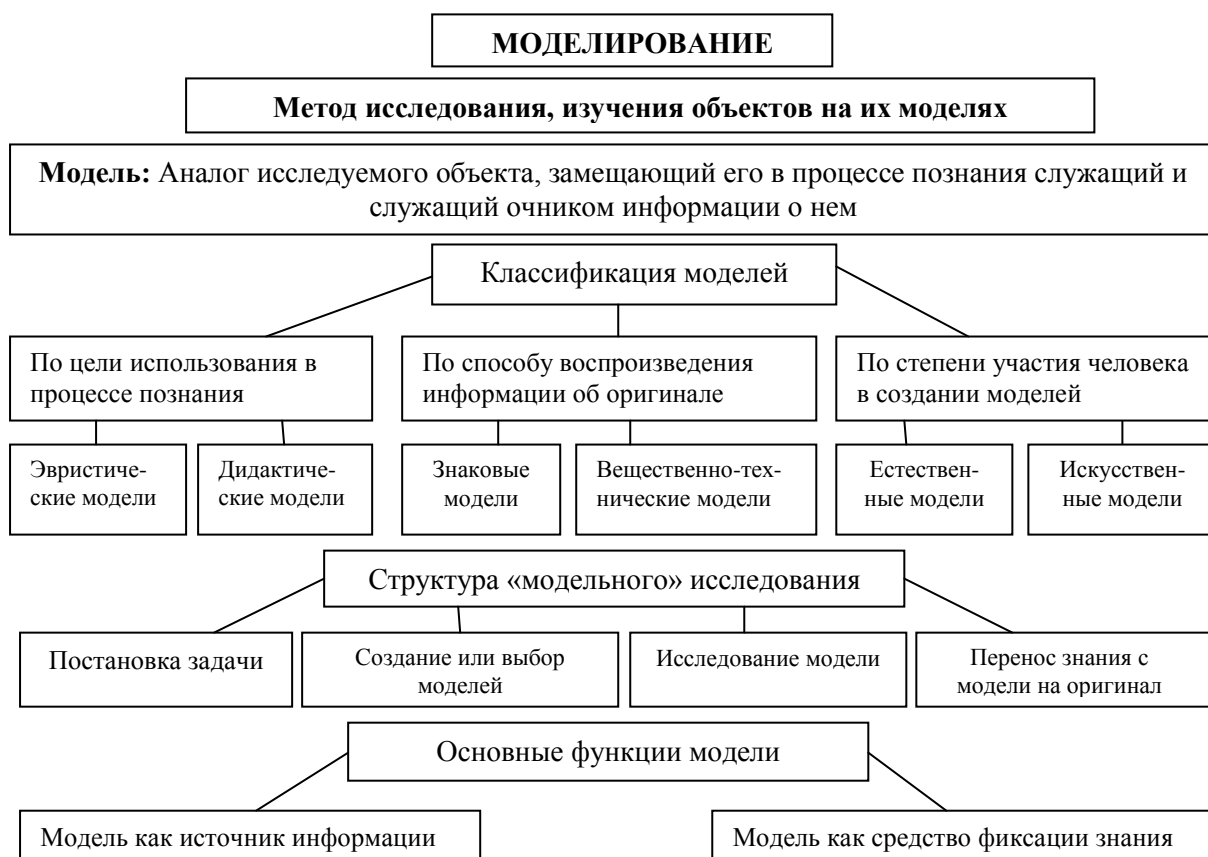 МОДЕЛИРОВАНИЕ
Метод исследования, изучения объектов на их моделях
Модель: Аналог исследуемого объекта, замещающий его в процессе познания служащий и
служащий очником информации о нем
Классификация моделей
По цели использования в
процессе познания
По способу воспроизведения
информации об оригинале
По степени участия человека
в создании моделей
Эвристиче-
ские модели
Дидактиче-
ские модели
Знаковые
модели
Вещественно-тех-
нические модели
Естествен-
ные модели
Искусствен-
ные модели
Структура «модельного» исследования
Постановка задачи
Создание или выбор
моделей
Исследование модели
Перенос знания с
модели на оригинал
Основные функции модели
Модель как источник информации
Модель как средство фиксации знания